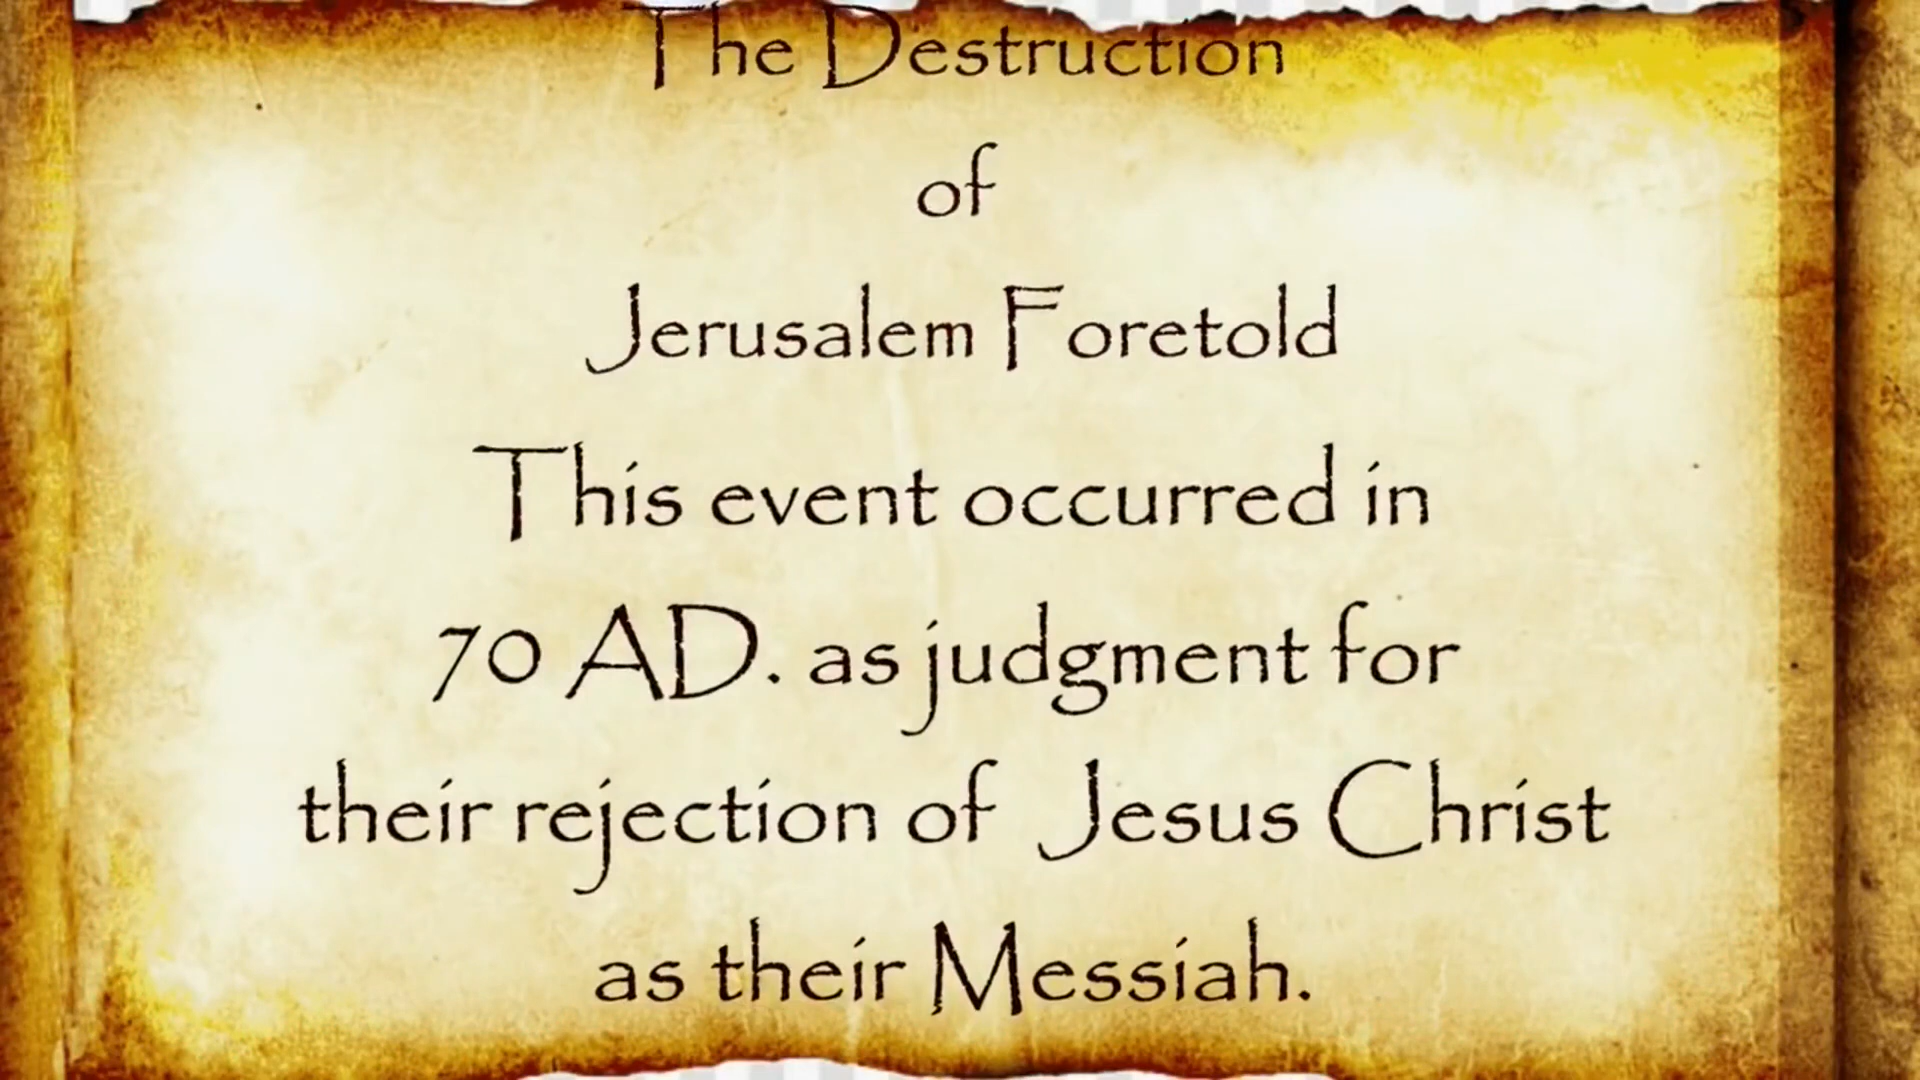 The Destruction
of
Jerusalem Foretold
This event occurred in
70 AD. as judgment for
their rejection of Jesus Christ
as their Messiah.